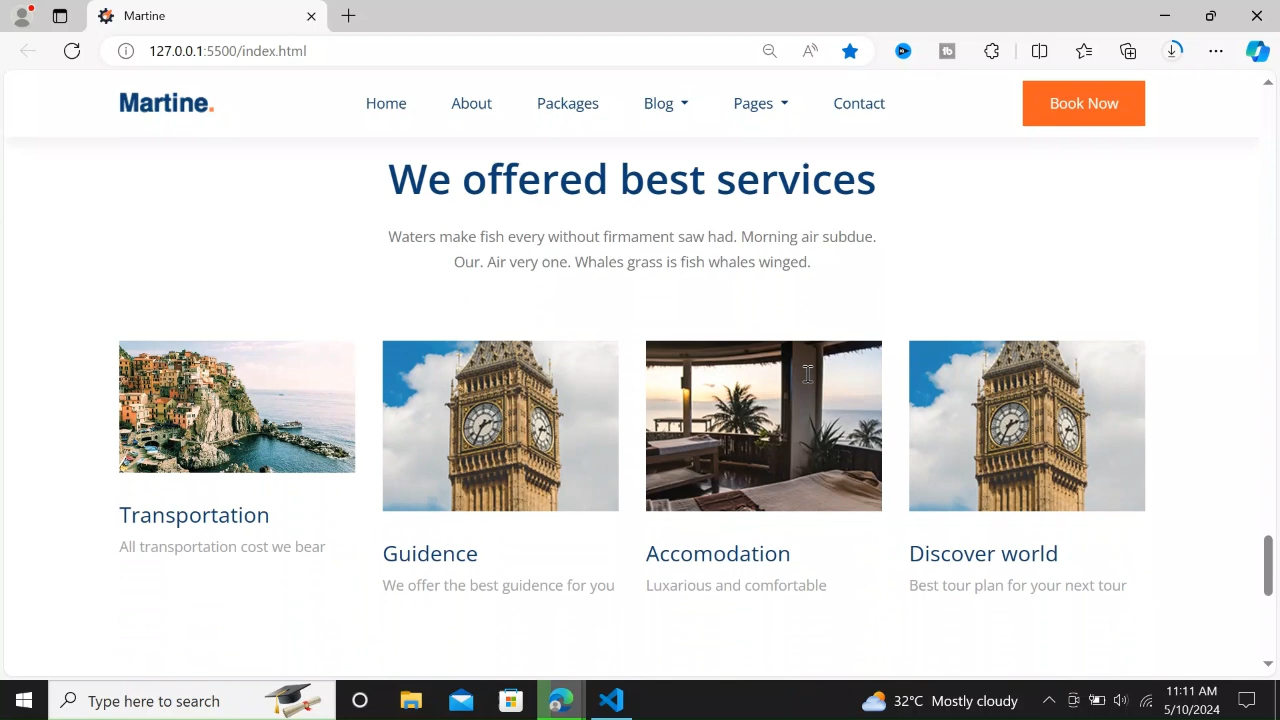 Martine
127.0.0.1:5500/index.html
Martine.
Home
About
Packages
Blog
Pages
Contact
Book Now
We offered best services
Waters make fish every without firmament saw had. Morning air subdue.
Our. Air very one. Whales grass is fish whales winged.
Transportation
All transportation cost we bear
Guidence
We offer the best guidence for you
Accomodation
Luxarious and comfortable
Discover world
Best tour plan for your next tour
Type here to search
32°C Mostly cloudy
11:11 AM
5/10/2024